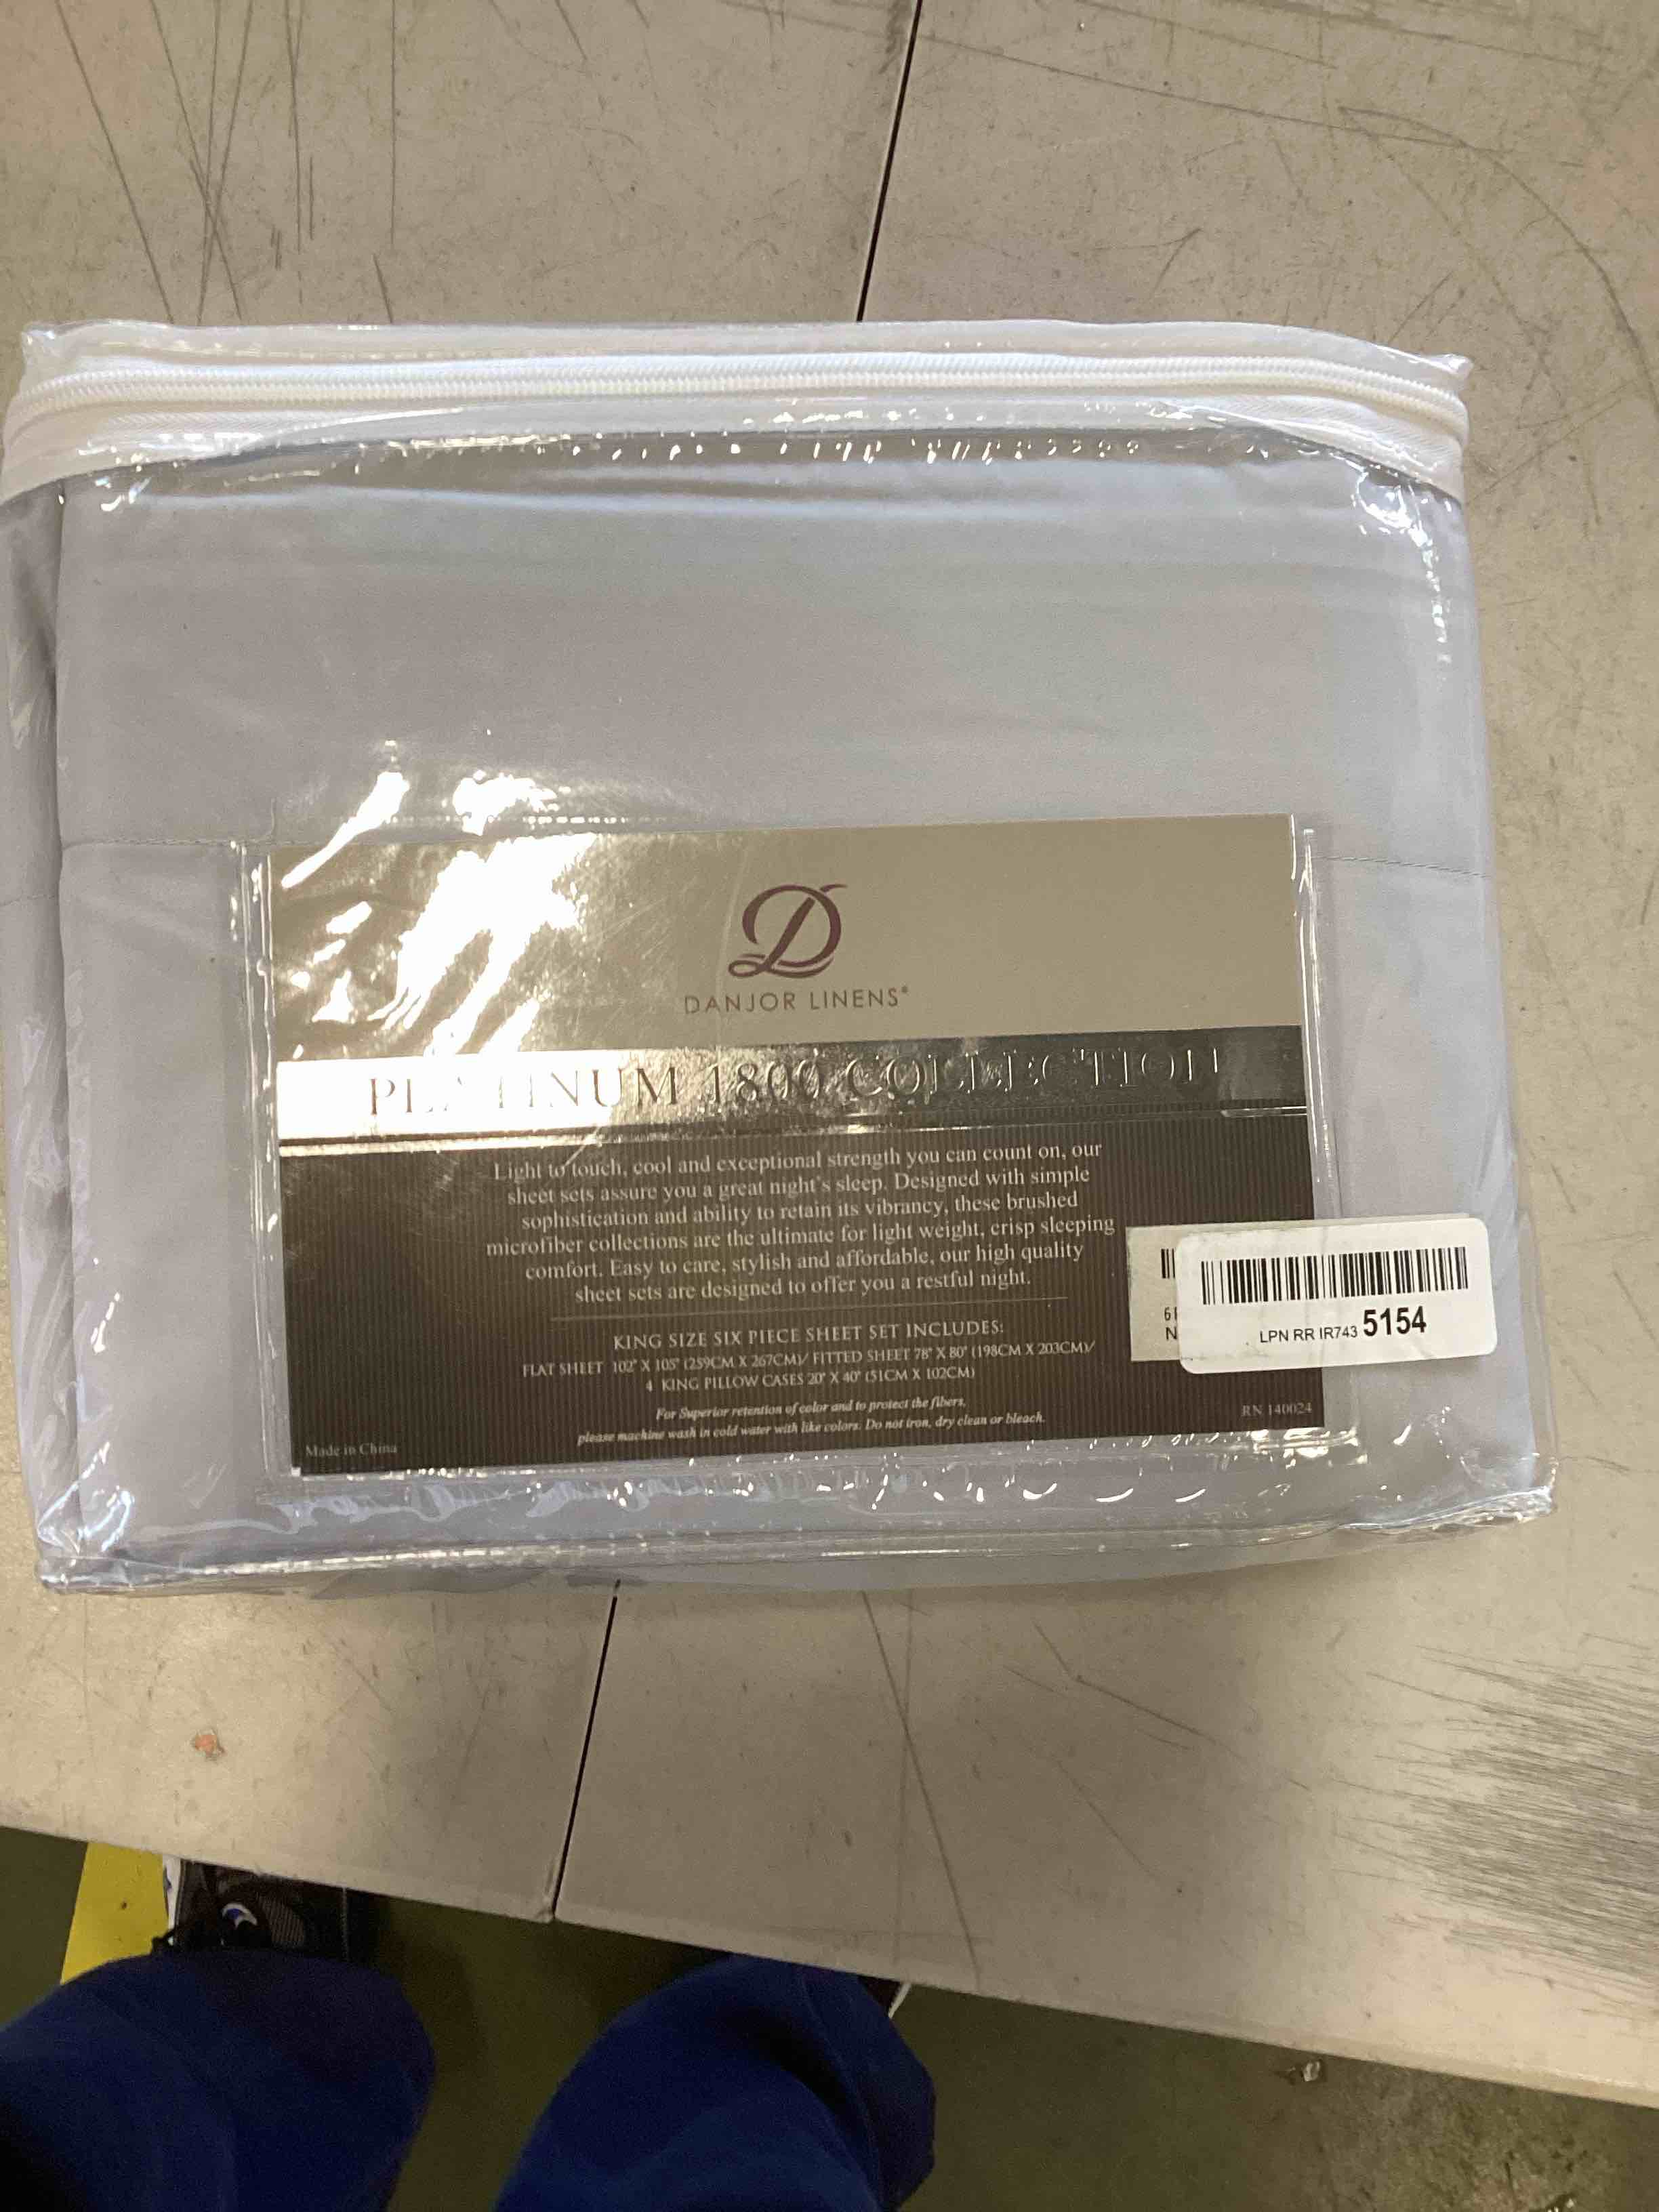 D
DANJOR LINENS®
PLATINUM 1800 COLLECTION
Light to touch, cool and exceptional strength you can count on, our
sheet sets assure you a great night's sleep. Designed with simple
sophistication and ability to retain its vibrancy, these brushed
microfiber collections are the ultimate for light weight, crisp sleeping
comfort. Easy to care, stylish and affordable, our high quality
sheet sets are designed to offer you a restful night.
KING SIZE SIX PIECE SHEET SET INCLUDES:
FLAT SHEET 102" X 105" (259CM X 267CM)/ FITTED SHEET 78" X 80" (198CM X 203CM)/
4 KING PILLOW CASES 20" X 40" (51CM X 102CM)
For Superior retention of color and to protect the fibers,
please machine wash in cold water with like colors. Do not iron, dry clean or bleach.
Made in China
RN 140024
LPN RR IR743 5154